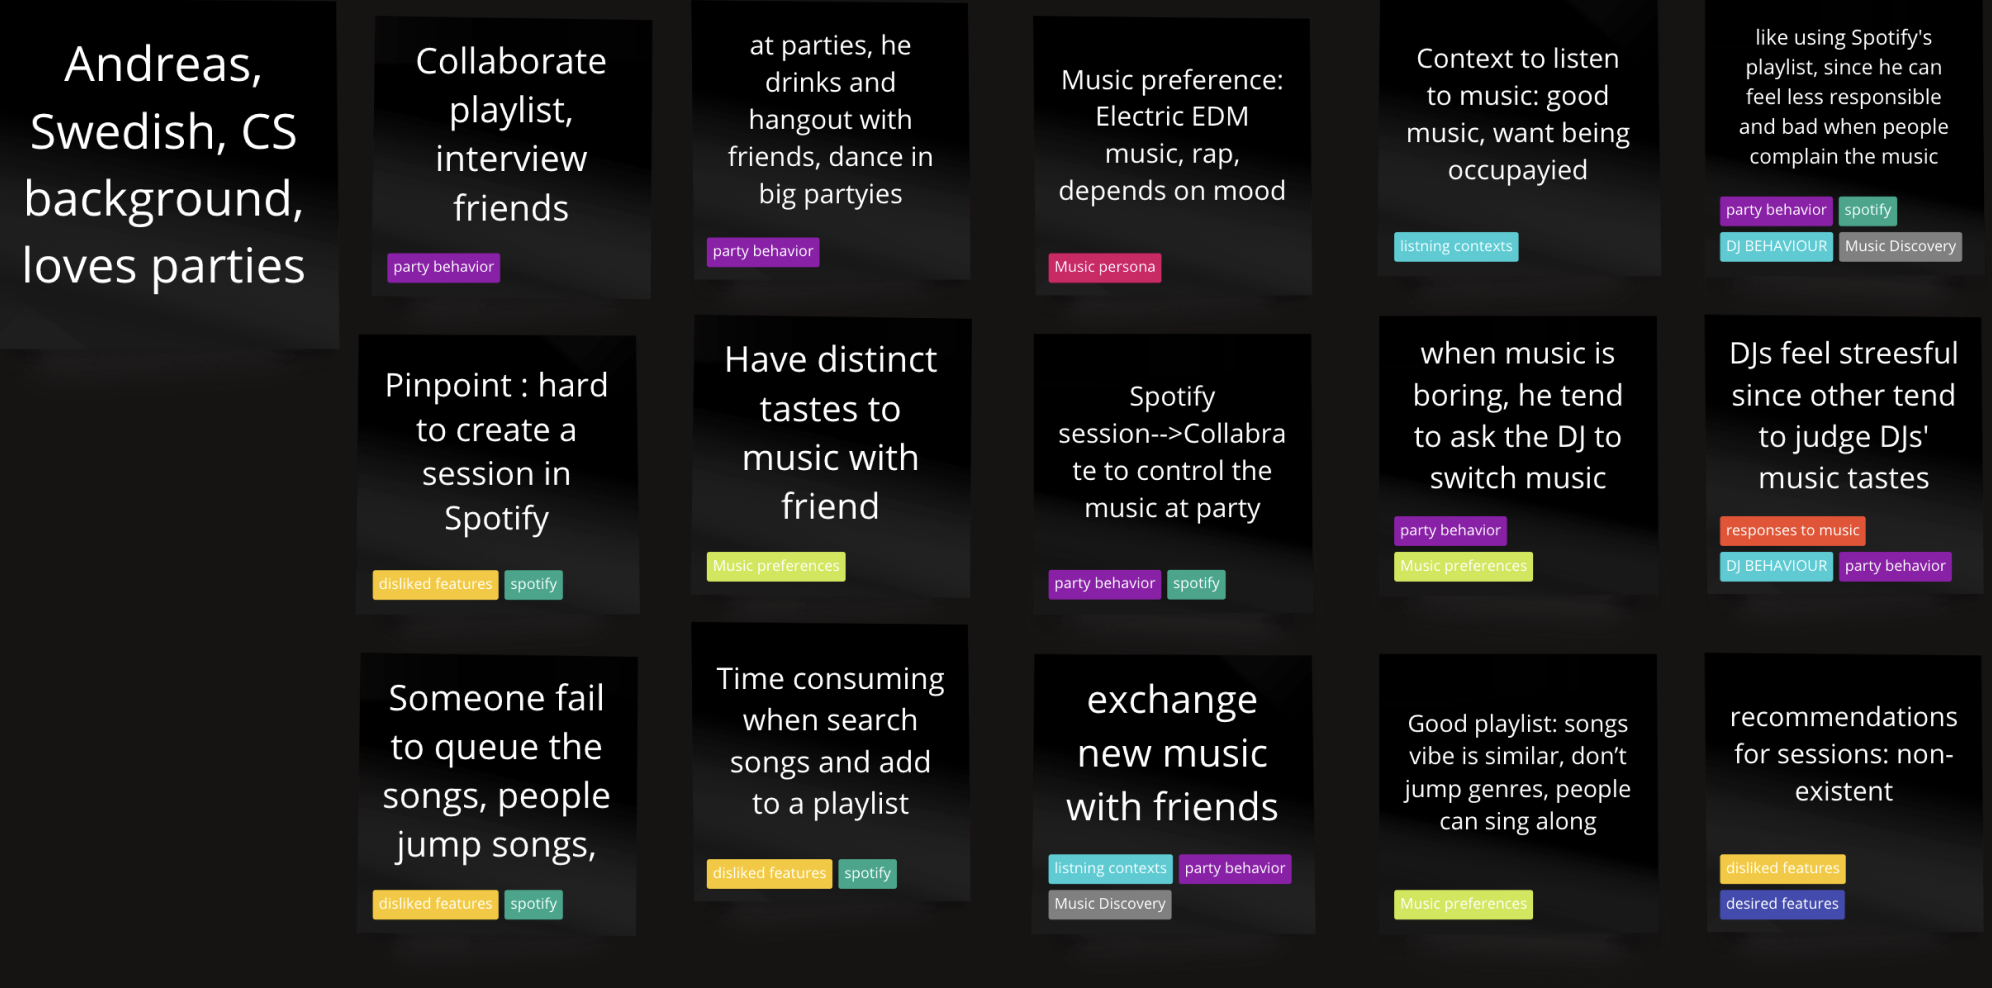 Andreas,
Swedish, CS
background,
loves parties
Collaborate
playlist,
interview
friends
party behavior
at parties, he
drinks and
hangout with
friends, dance in
big partyies
party behavior
Music preference:
Electric EDM
music, rap,
depends on mood
Music persona
Context to listen
to music: good
music, want being
occupayied
listning contexts
like using Spotify's
playlist, since he can
feel less responsible
and bad when people
complain the music
party behavior spotify
DJ BEHAVIOUR Music Discovery
Pinpoint : hard
to create a
session in
Spotify
disliked features spotify
Have distinct
tastes to
music with
friend
Music preferences
Spotify
session-->Collabra
te to control the
music at party
party behavior spotify
when music is
boring, he tend
to ask the DJ to
switch music
party behavior
Music preferences
DJs feel streesful
since other tend
to judge DJs'
music tastes
responses to music
DJ BEHAVIOUR party behavior
Someone fail
to queue the
songs, people
jump songs,
disliked features spotify
Time consuming
when search
songs and add
to a playlist
disliked features spotify
exchange
new music
with friends
listning contexts party behavior
Music Discovery
Good playlist: songs
vibe is similar, don’t
jump genres, people
can sing along
Music preferences
recommendations
for sessions: non-
existent
disliked features
desired features